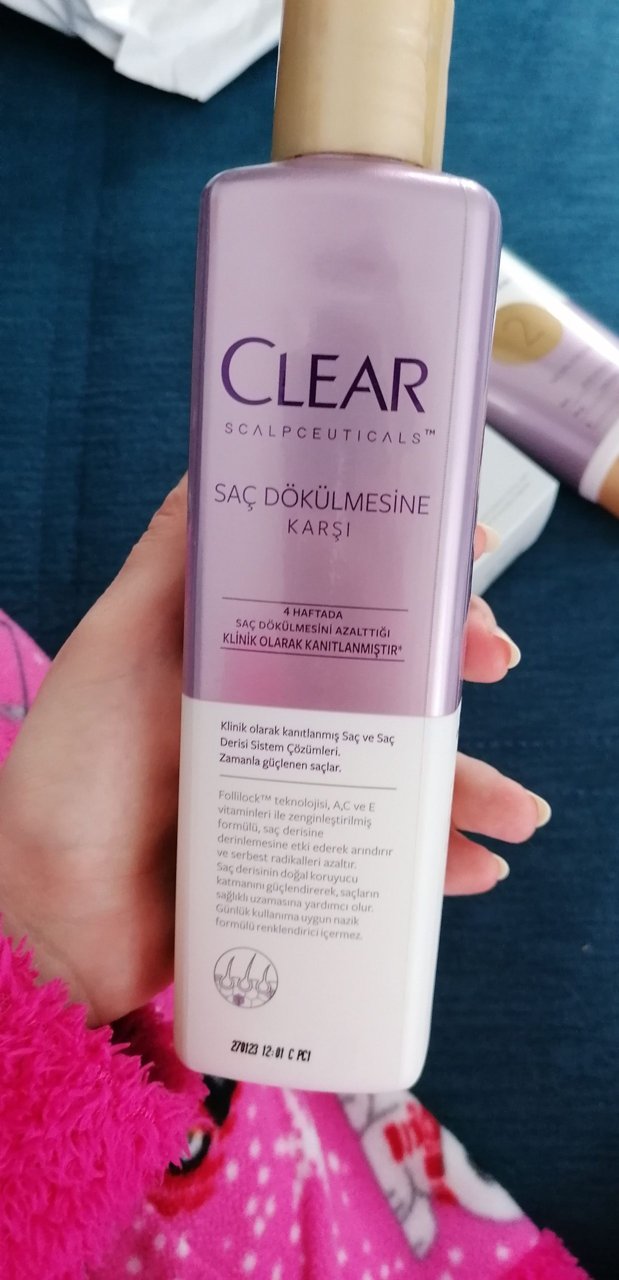 CLEAR
SCALPCEUTICALS™
SAÇ DÖKÜLMESİNE
KARŞI
4 HAFTADA
SAÇ DÖKÜLMESİNİ AZALTTIĞI
KLİNİK OLARAK KANITLANMIŞTIR*
Klinik olarak kanıtlanmış Saç ve Saç
Derisi Sistem Çözümleri.
Zamanla güçlenen saçlar.
Follilock™ teknolojisi, A,C ve E
vitaminleri ile zenginleştirilmiş
formülü, saç derisine
derinlemesine etki ederek arındırır
ve serbest radikalleri azaltır.
Saç derisinin doğal koruyucu
katmanını güçlendirerek, saçların
sağlıklı uzamasına yardımcı olur.
Günlük kullanıma uygun nazik
formülü renklendirici içermez.
270123 12:01 C PC1
2